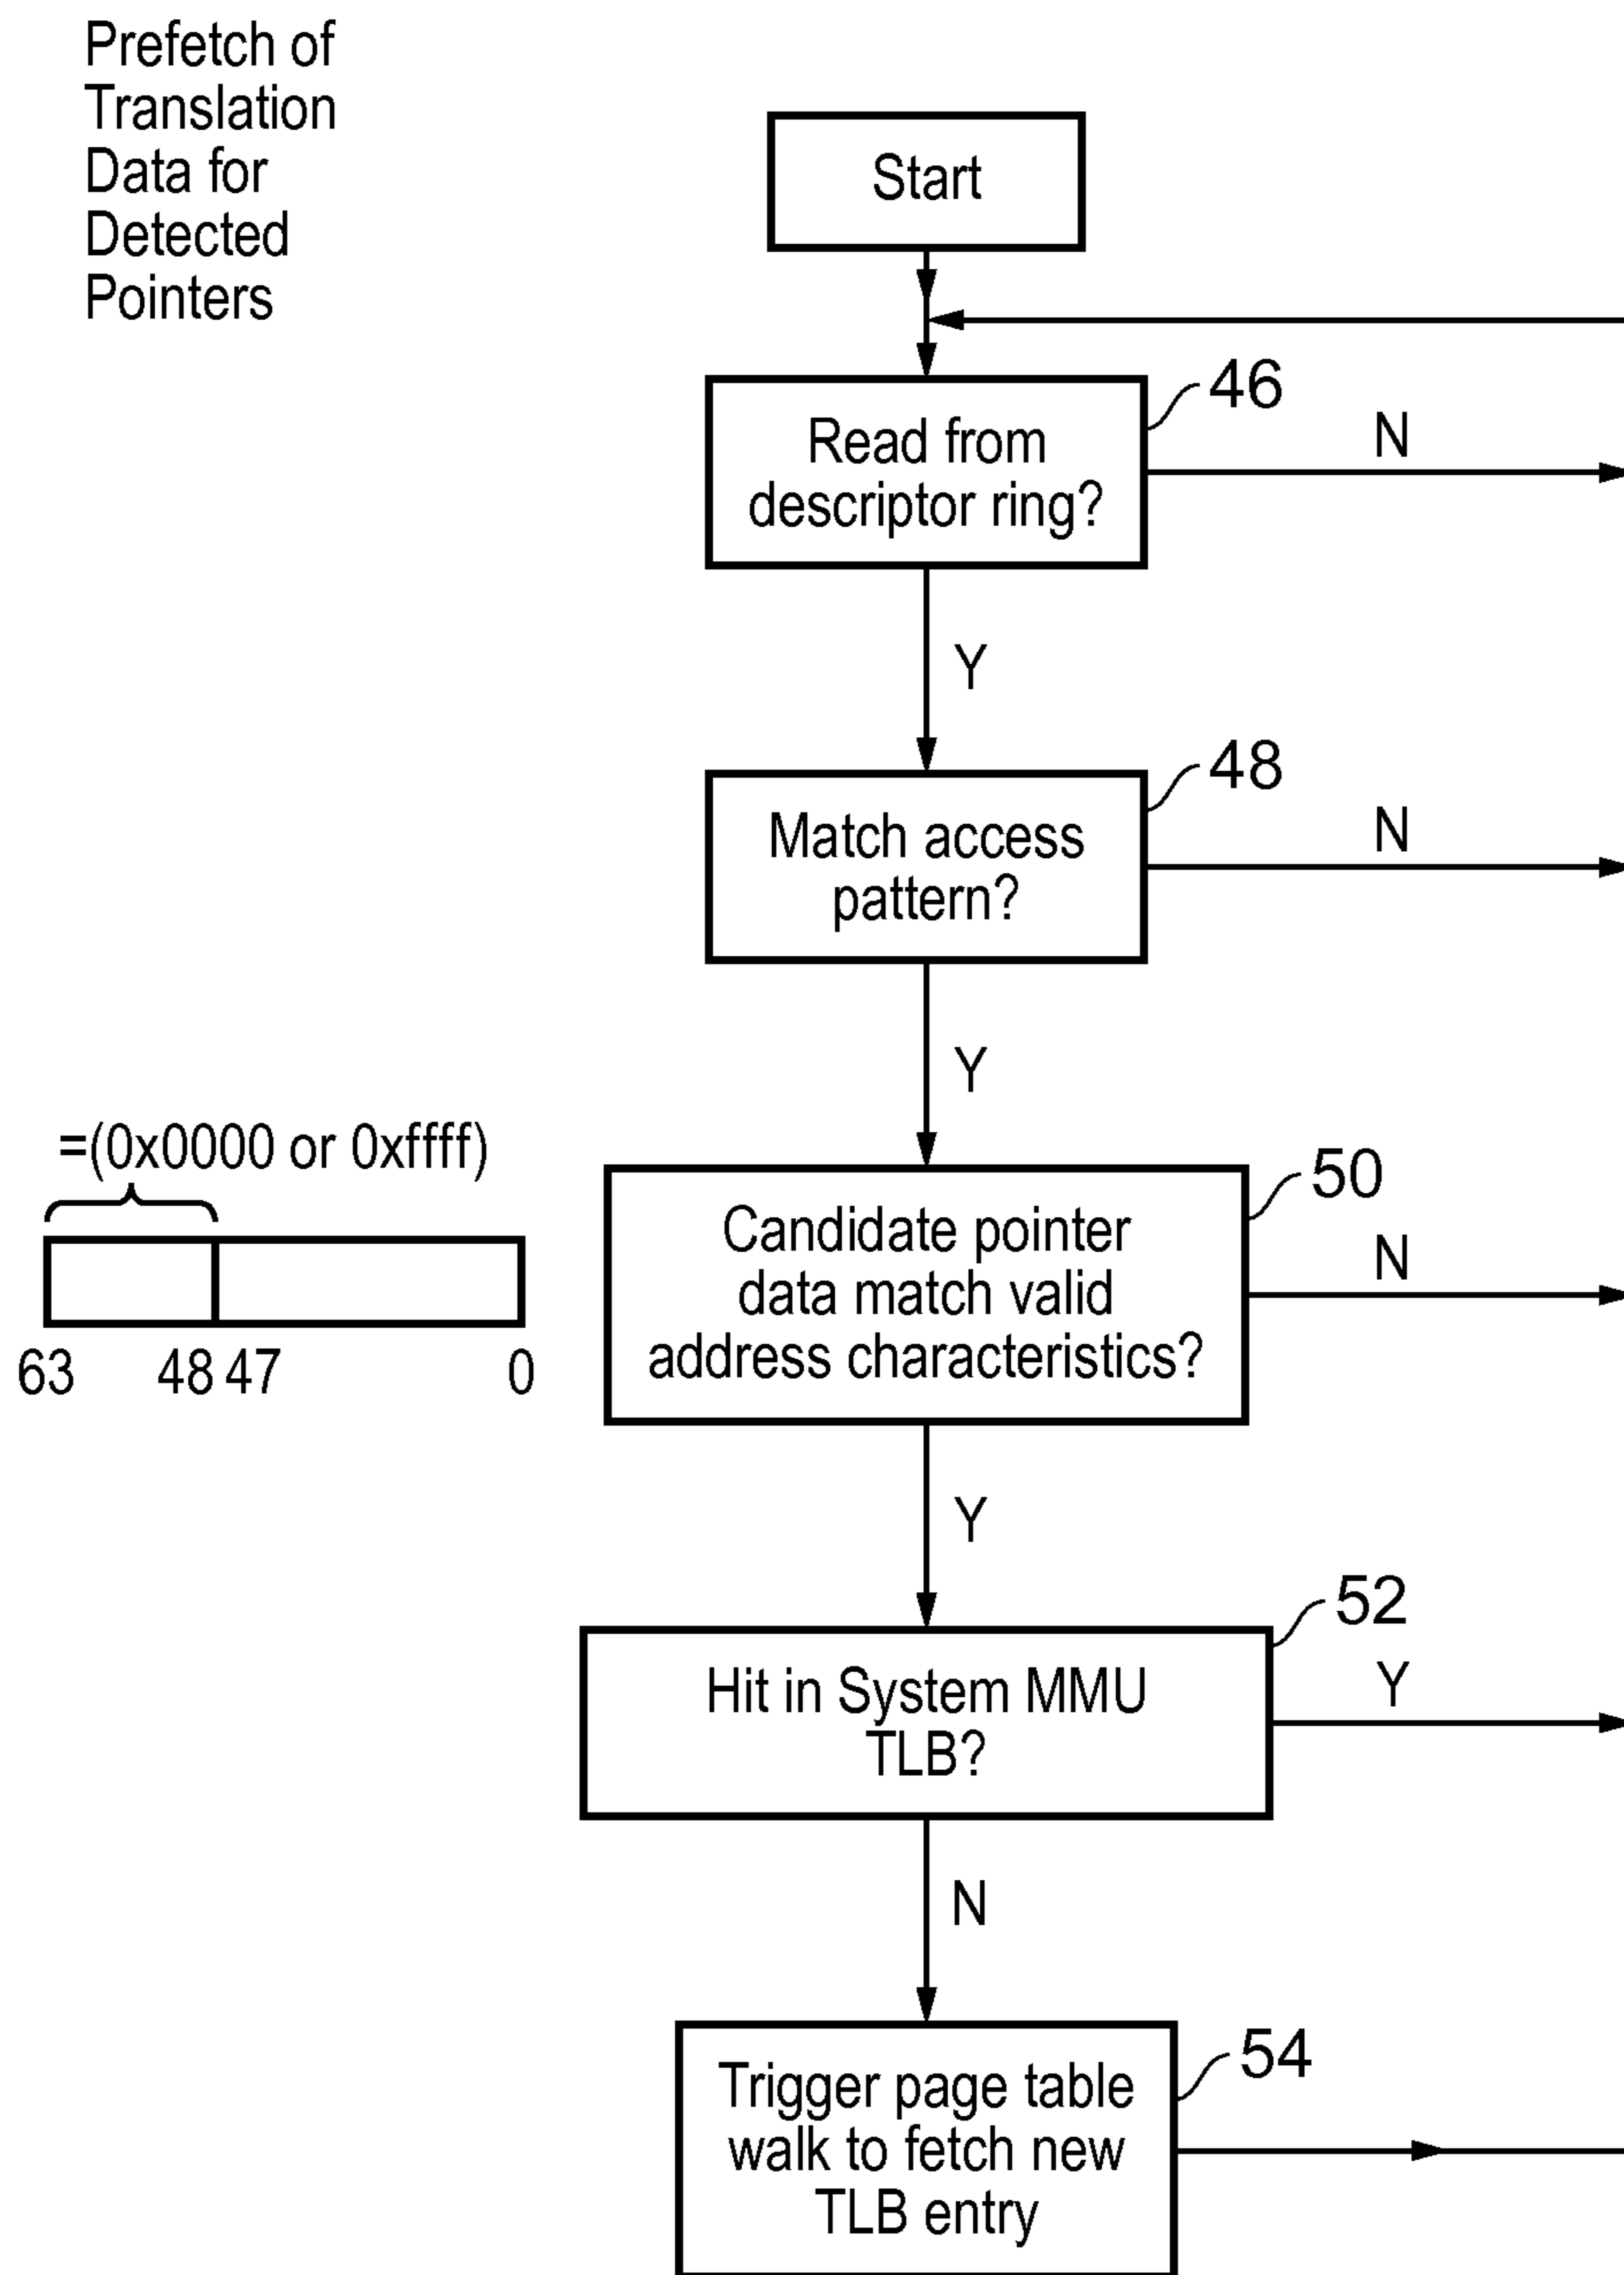 Prefetch of
Translation
Data for
Detected
Pointers
Start
46
Read from
descriptor ring?
N
Y
48
Match access
pattern?
N
Y
=(0x0000 or 0xffff)
63 48 47 0
50
Candidate pointer
data match valid
address characteristics?
N
Y
52
Hit in System MMU
TLB?
Y
N
54
Trigger page table
walk to fetch new
TLB entry